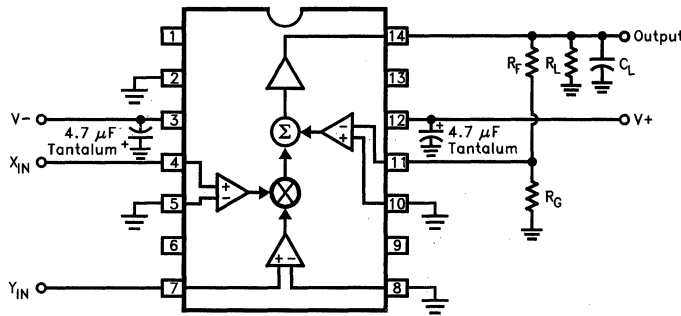 1
14
Output
2
13
R_F
R_L
C_L
V-
3
12
V+
4.7 µF
Tantalum
+
+
4.7 µF
Tantalum
Σ
-
+
X_IN
4
11
+
-
5
10
R_G
6
9
+ -
Y_IN
7
8